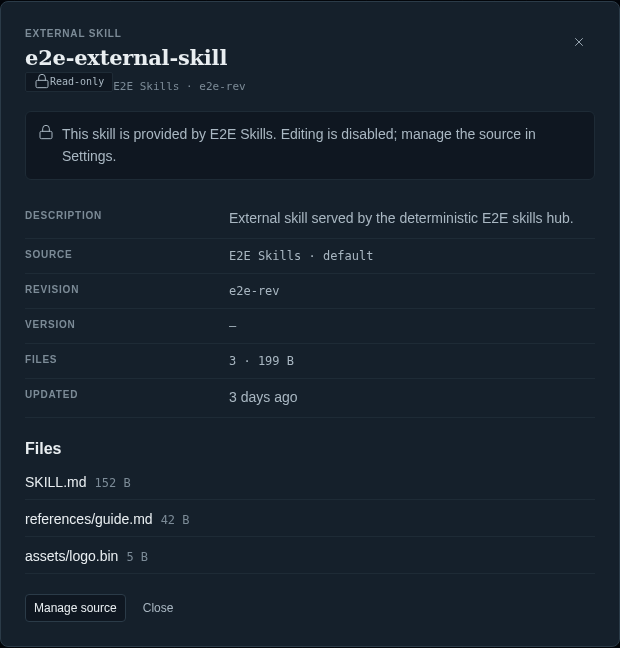 EXTERNAL SKILL
e2e-external-skill
Read-only E2E Skills · e2e-rev
This skill is provided by E2E Skills. Editing is disabled; manage the source in
Settings.
DESCRIPTION External skill served by the deterministic E2E skills hub.
SOURCE E2E Skills · default
REVISION e2e-rev
VERSION —
FILES 3 · 199 B
UPDATED 3 days ago
Files
SKILL.md 152 B
references/guide.md 42 B
assets/logo.bin 5 B
Manage source Close